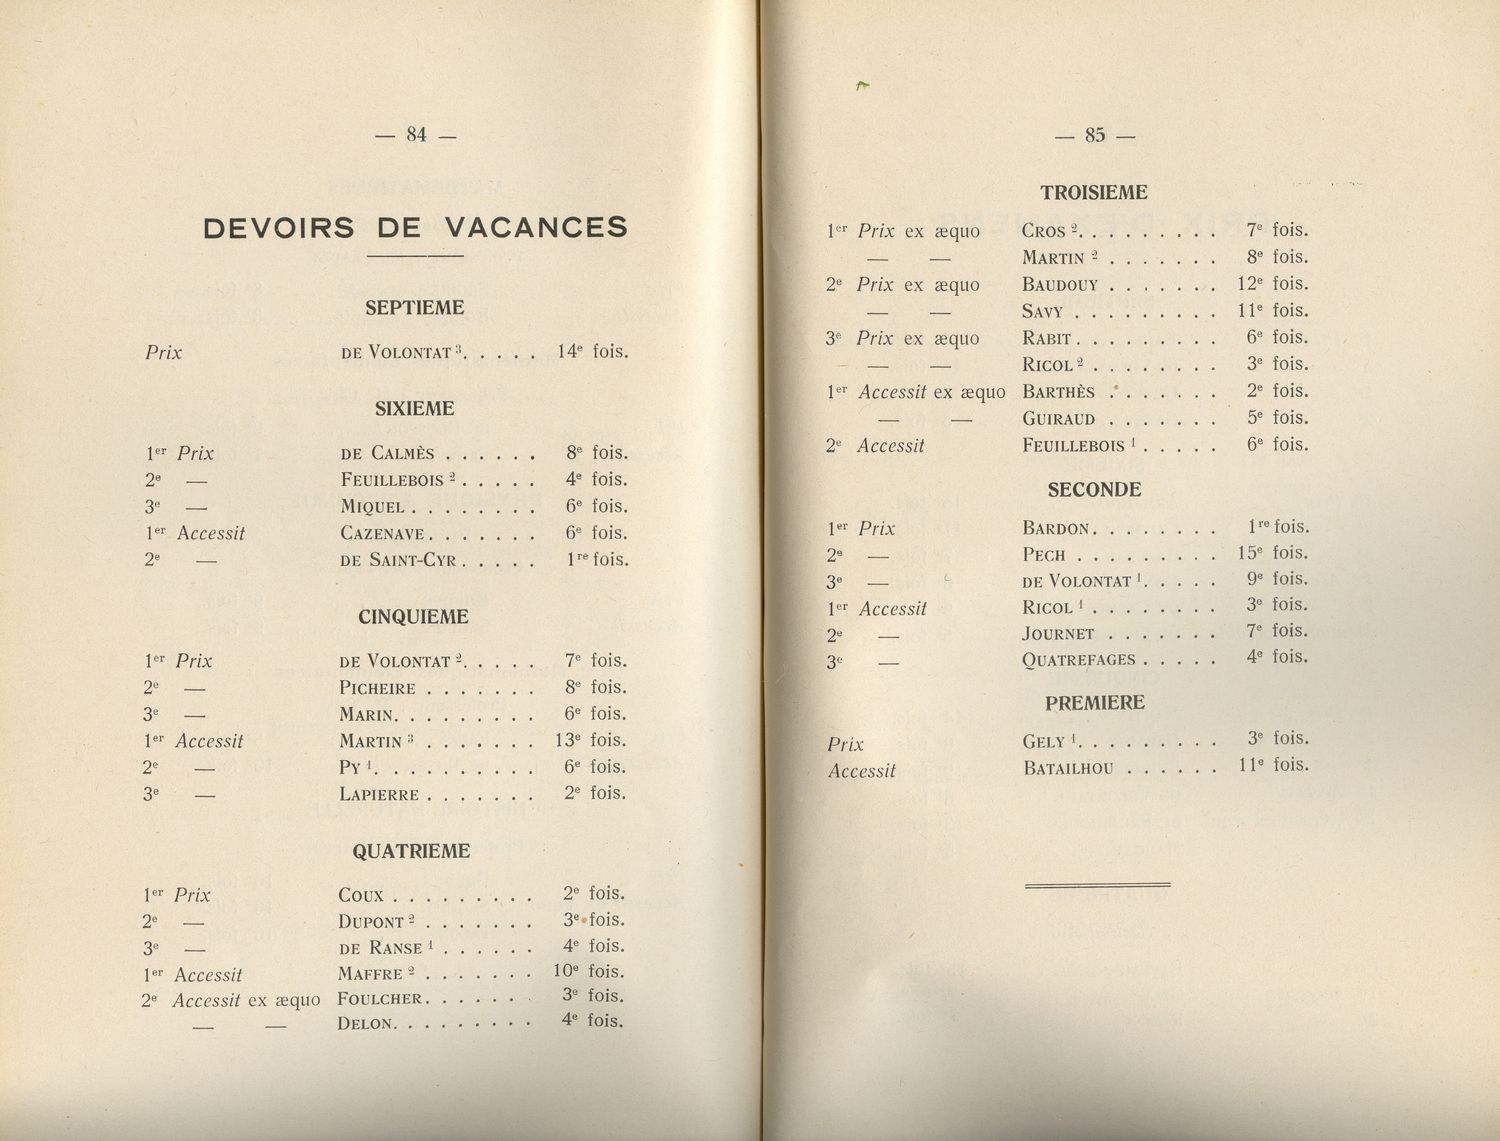 — 84 —
DEVOIRS DE VACANCES
SEPTIEME
Prix DE VOLONTAT ³. . . . . 14ᵉ fois.
SIXIEME
1ᵉʳ Prix DE CALMÈS . . . . . . 8ᵉ fois.
2ᵉ — FEUILLEBOIS ² . . . . . 4ᵉ fois.
3ᵉ — MIQUEL . . . . . . . . 6ᵉ fois.
1ᵉʳ Accessit CAZENAVE. . . . . . . 6ᵉ fois.
2ᵉ — DE SAINT-CYR . . . . . 1ʳᵉ fois.
CINQUIEME
1ᵉʳ Prix DE VOLONTAT ². . . . . 7ᵉ fois.
2ᵉ — PICHEIRE . . . . . . . 8ᵉ fois.
3ᵉ — MARIN. . . . . . . . . 6ᵉ fois.
1ᵉʳ Accessit MARTIN ³ . . . . . . . 13ᵉ fois.
2ᵉ — PY ¹. . . . . . . . . . 6ᵉ fois.
3ᵉ — LAPIERRE . . . . . . . 2ᵉ fois.
QUATRIEME
1ᵉʳ Prix COUX . . . . . . . . . 2ᵉ fois.
2ᵉ — DUPONT ² . . . . . . . 3ᵉ fois.
3ᵉ — DE RANSE ¹ . . . . . . 4ᵉ fois.
1ᵉʳ Accessit MAFFRE ² . . . . . . . 10ᵉ fois.
2ᵉ Accessit ex æquo FOULCHER. . . . . . . 3ᵉ fois.
— — DELON. . . . . . . . . 4ᵉ fois.
— 85 —
TROISIEME
1ᵉʳ Prix ex æquo CROS ². . . . . . . . . 7ᵉ fois.
— — MARTIN ² . . . . . . . 8ᵉ fois.
2ᵉ Prix ex æquo BAUDOUY . . . . . . . 12ᵉ fois.
— — SAVY . . . . . . . . . 11ᵉ fois.
3ᵉ Prix ex æquo RABIT. . . . . . . . . 6ᵉ fois.
— — RICOL ² . . . . . . . . 3ᵉ fois.
1ᵉʳ Accessit ex æquo BARTHÈS . . . . . . . 2ᵉ fois.
— — GUIRAUD . . . . . . . 5ᵉ fois.
2ᵉ Accessit FEUILLEBOIS ¹ . . . . . 6ᵉ fois.
SECONDE
1ᵉʳ Prix BARDON. . . . . . . . 1ʳᵉ fois.
2ᵉ — PECH . . . . . . . . . 15ᵉ fois.
3ᵉ — DE VOLONTAT ¹. . . . . 9ᵉ fois.
1ᵉʳ Accessit RICOL ¹ . . . . . . . . 3ᵉ fois.
2ᵉ — JOURNET . . . . . . . 7ᵉ fois.
3ᵉ — QUATREFAGES . . . . . 4ᵉ fois.
PREMIERE
Prix GELY ¹. . . . . . . . . 3ᵉ fois.
Accessit BATAILHOU . . . . . . 11ᵉ fois.